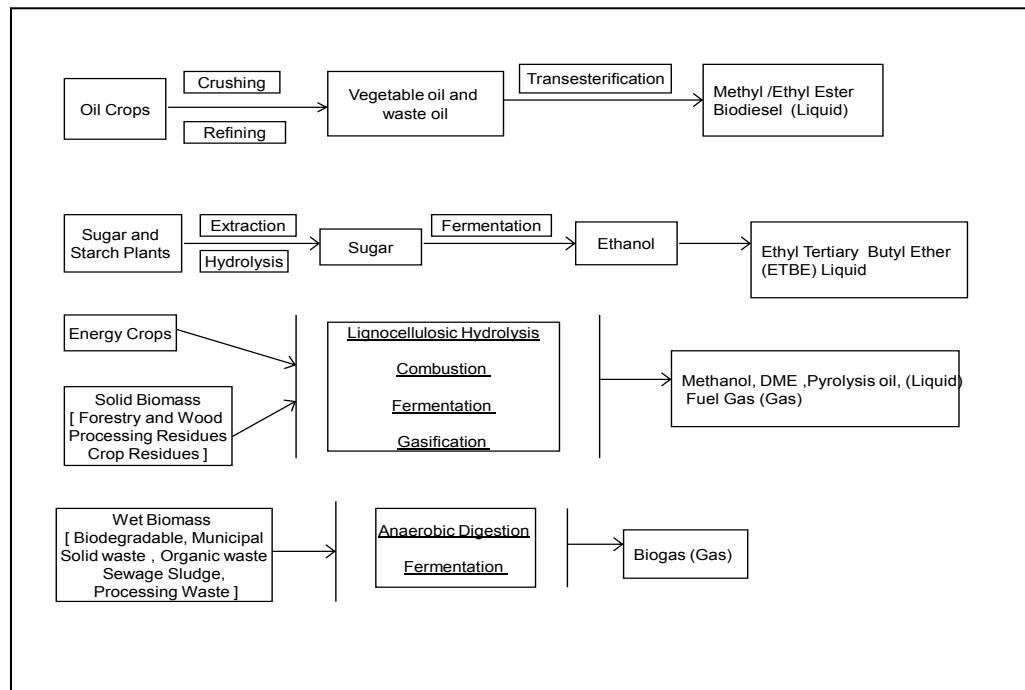 Crushing
Oil Crops
Refining
Vegetable oil and
waste oil
Transesterification
Methyl /Ethyl Ester
Biodiesel (Liquid)
Sugar and
Starch Plants
Extraction
Hydrolysis
Sugar
Fermentation
Ethanol
Ethyl Tertiary Butyl Ether
(ETBE) Liquid
Energy Crops
Solid Biomass
[ Forestry and Wood
Processing Residues
Crop Residues ]
Lignocellulosic Hydrolysis
Combustion
Fermentation
Gasification
Methanol, DME ,Pyrolysis oil, (Liquid)
Fuel Gas (Gas)
Wet Biomass
[ Biodegradable, Municipal
Solid waste , Organic waste
Sewage Sludge,
Processing Waste ]
Anaerobic Digestion
Fermentation
Biogas (Gas)